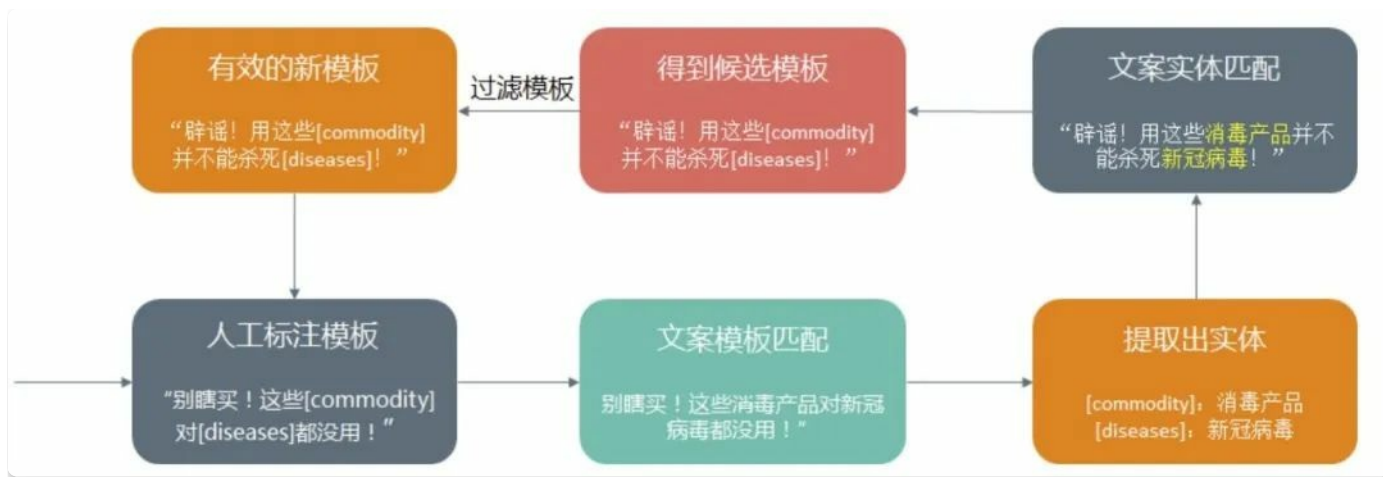 有效的新模板
“辟谣！用这些[commodity]
并不能杀死[diseases]！”
过滤模板
得到候选模板
“辟谣！用这些[commodity]
并不能杀死[diseases]！”
文案实体匹配
“辟谣！用这些消毒产品并不
能杀死新冠病毒！”
人工标注模板
“别瞎买！这些[commodity]
对[diseases]都没用！”
文案模板匹配
别瞎买！这些消毒产品对新冠
病毒都没用！“
提取出实体
[commodity]：消毒产品
[diseases]：新冠病毒